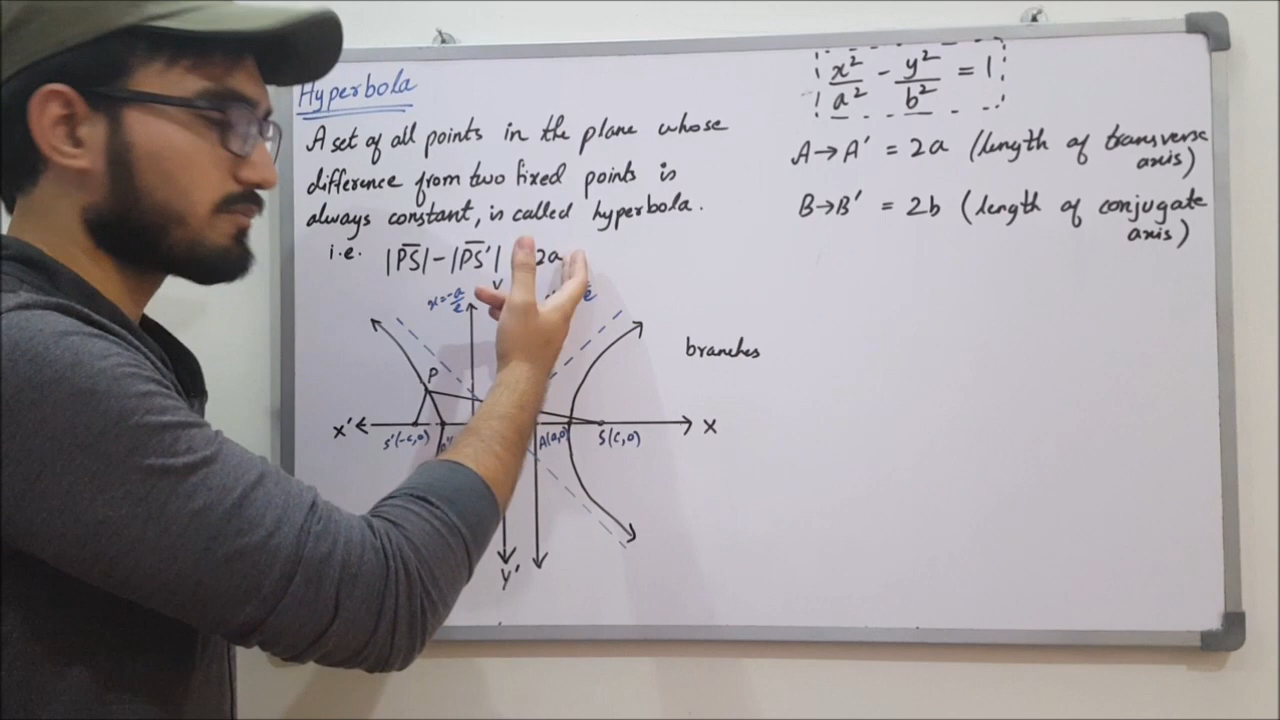 Hyperbola
A set of all points in the plane whose
difference from two fixed points is
always constant, is called hyperbola.
i.e. |PS| - |PS'| 2a
x = -a/e
e
P
X'
S'(-c,0)
A(a,0)
S(c,0)
X
y'
branches
x²/a² - y²/b² = 1
A→A' = 2a (length of transverse
axis)
B→B' = 2b (length of conjugate
axis)